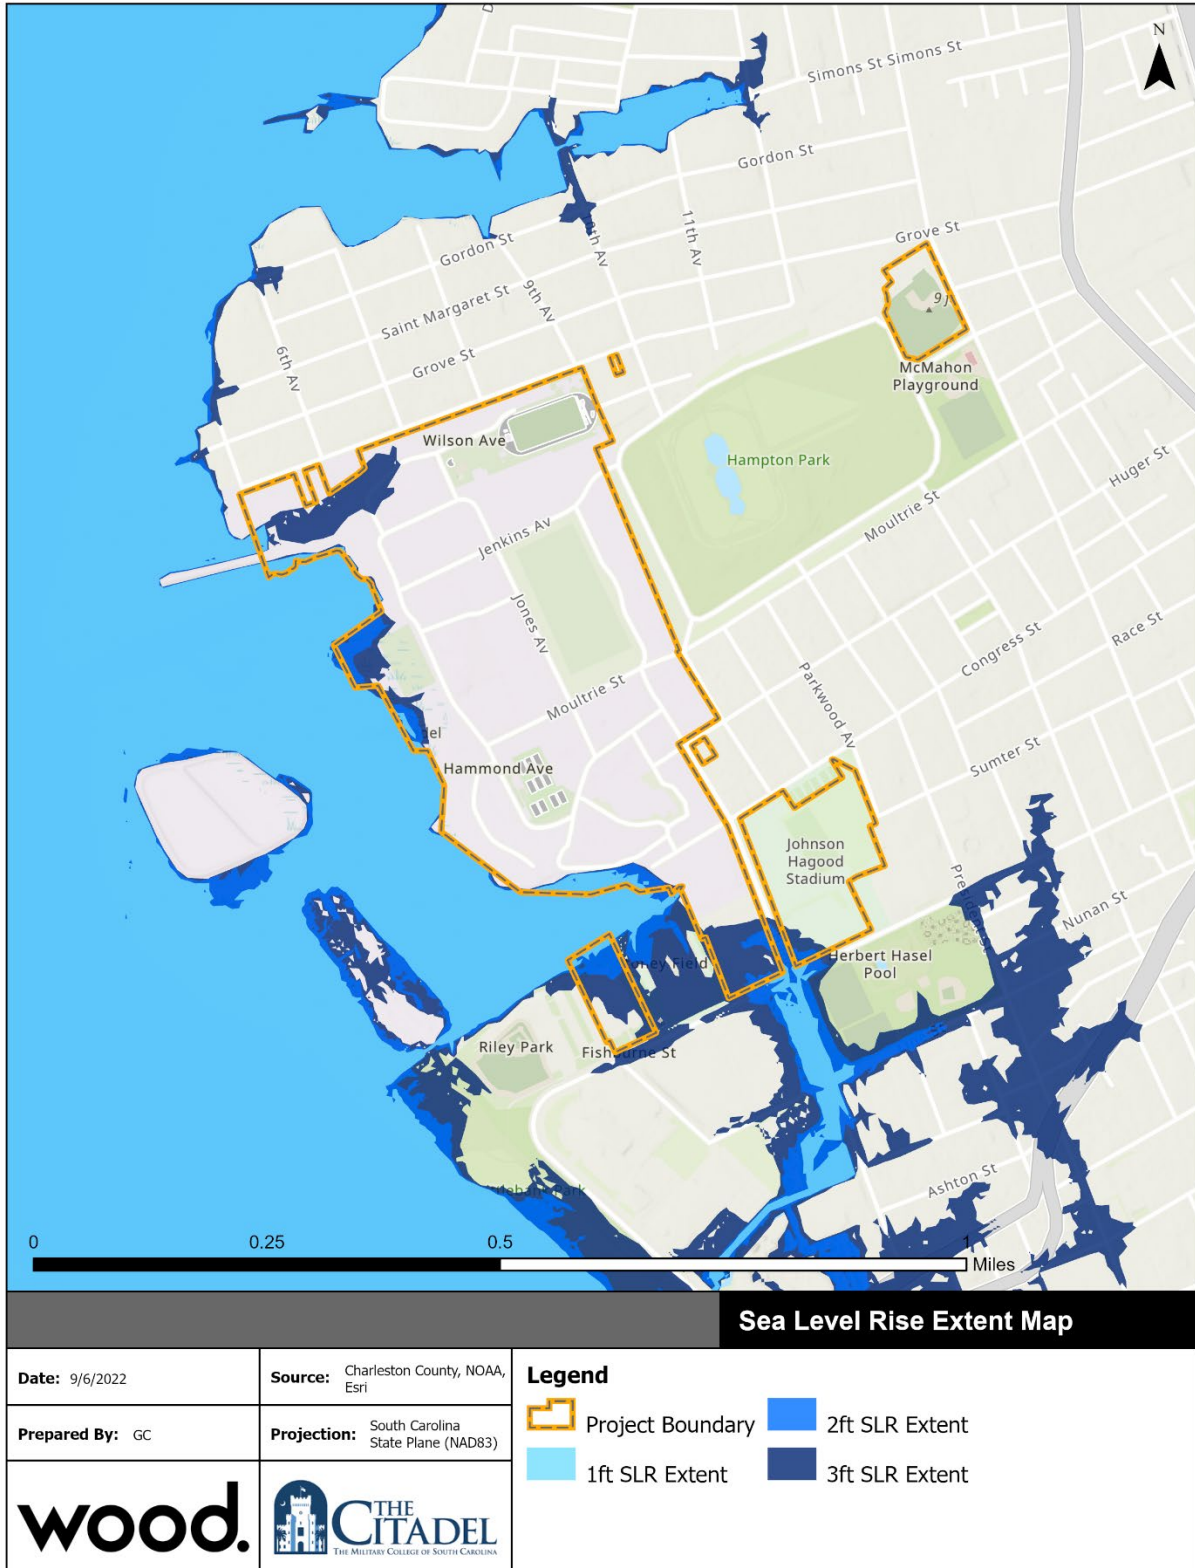 N
Simons St Simons St
Gordon St
Grove St
11th Av
Gordon St
9th Av
Saint Margaret St
6th Av
Grove St
McMahon
Playground
Wilson Ave
Hampton Park
Huger St
Moultrie St
Jenkins Av
Jones Av
Race St
Congress St
Parkwood Av
Moultrie St
Sumter St
Hammond Ave
Johnson
Hagood
Stadium
Nunan St
Herbert Hasel
Pool
Riley Park
Fishburne St
Ashton St
0
0.25
0.5
1
Miles
Sea Level Rise Extent Map
Date: 9/6/2022
Source: Charleston County, NOAA,
Esri
Prepared By: GC
Projection: South Carolina
State Plane (NAD83)
Legend
Project Boundary
2ft SLR Extent
1ft SLR Extent
3ft SLR Extent
wood.
THE
CITADEL
THE MILITARY COLLEGE OF SOUTH CAROLINA